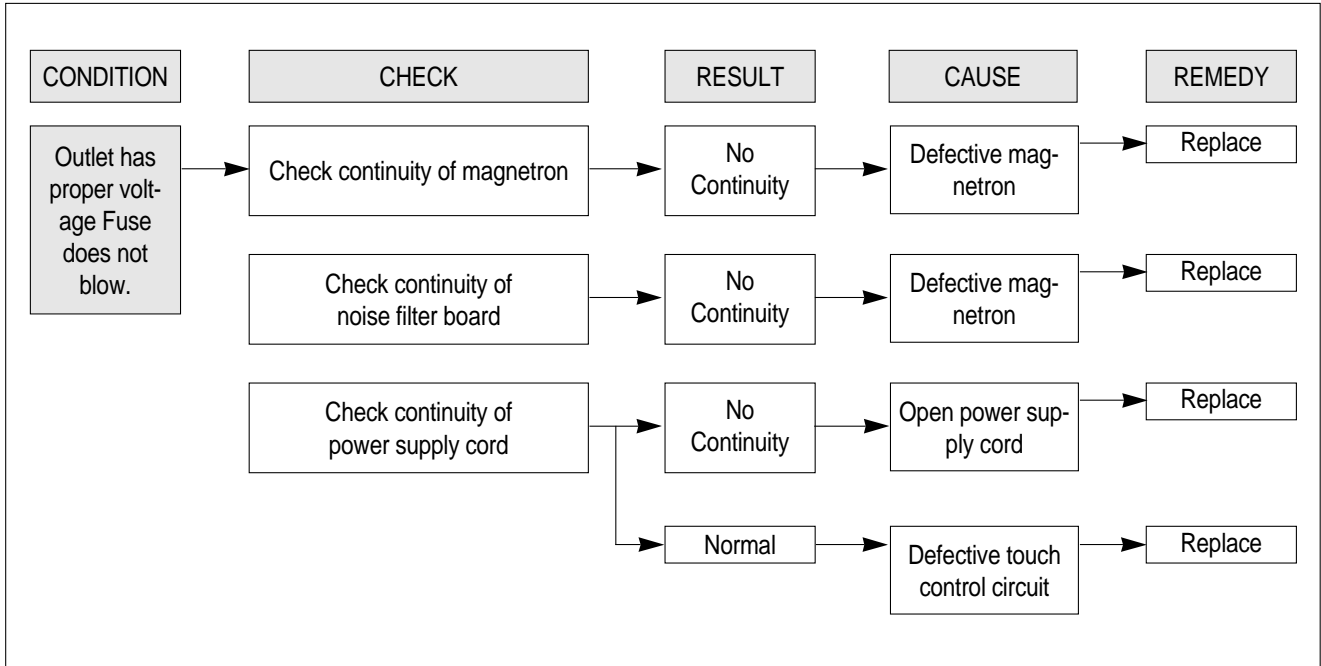 CONDITION
CHECK
RESULT
CAUSE
REMEDY
Outlet has
proper volt-
age Fuse
does not
blow.
Check continuity of magnetron
No
Continuity
Defective mag-
netron
Replace
Check continuity of
noise filter board
No
Continuity
Defective mag-
netron
Replace
Check continuity of
power supply cord
No
Continuity
Open power sup-
ply cord
Replace
Normal
Defective touch
control circuit
Replace